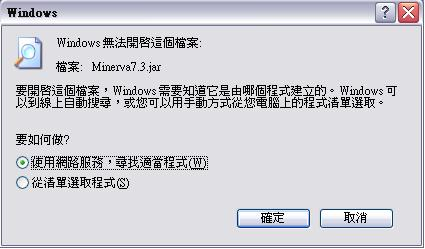 Windows
Windows 無法開啓這個檔案:
檔案: Minerva7.3.jar
要開啓這個檔案，Windows 需要知道它是由哪個程式建立的。Windows 可
以到線上自動搜尋，或您可以用手動方式從您電腦上的程式清單選取。
要如何做?
使用網路服務，尋找適當程式(W)
從清單選取程式(S)
確定
取消